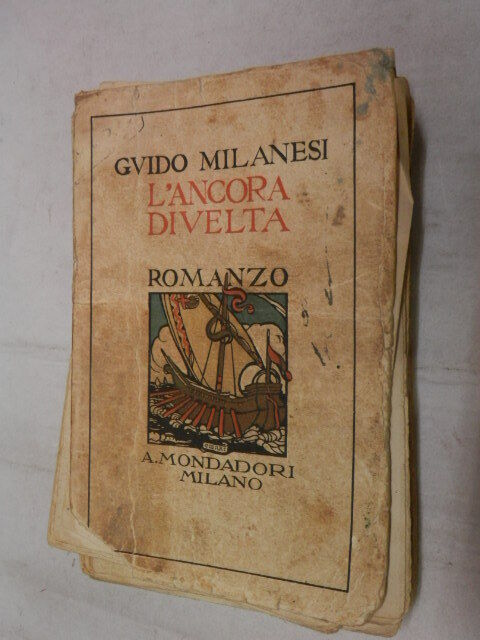 GVIDO MILANESI
L'ANCORA
DIVELTA
ROMANZO
A. MONDADORI
MILANO